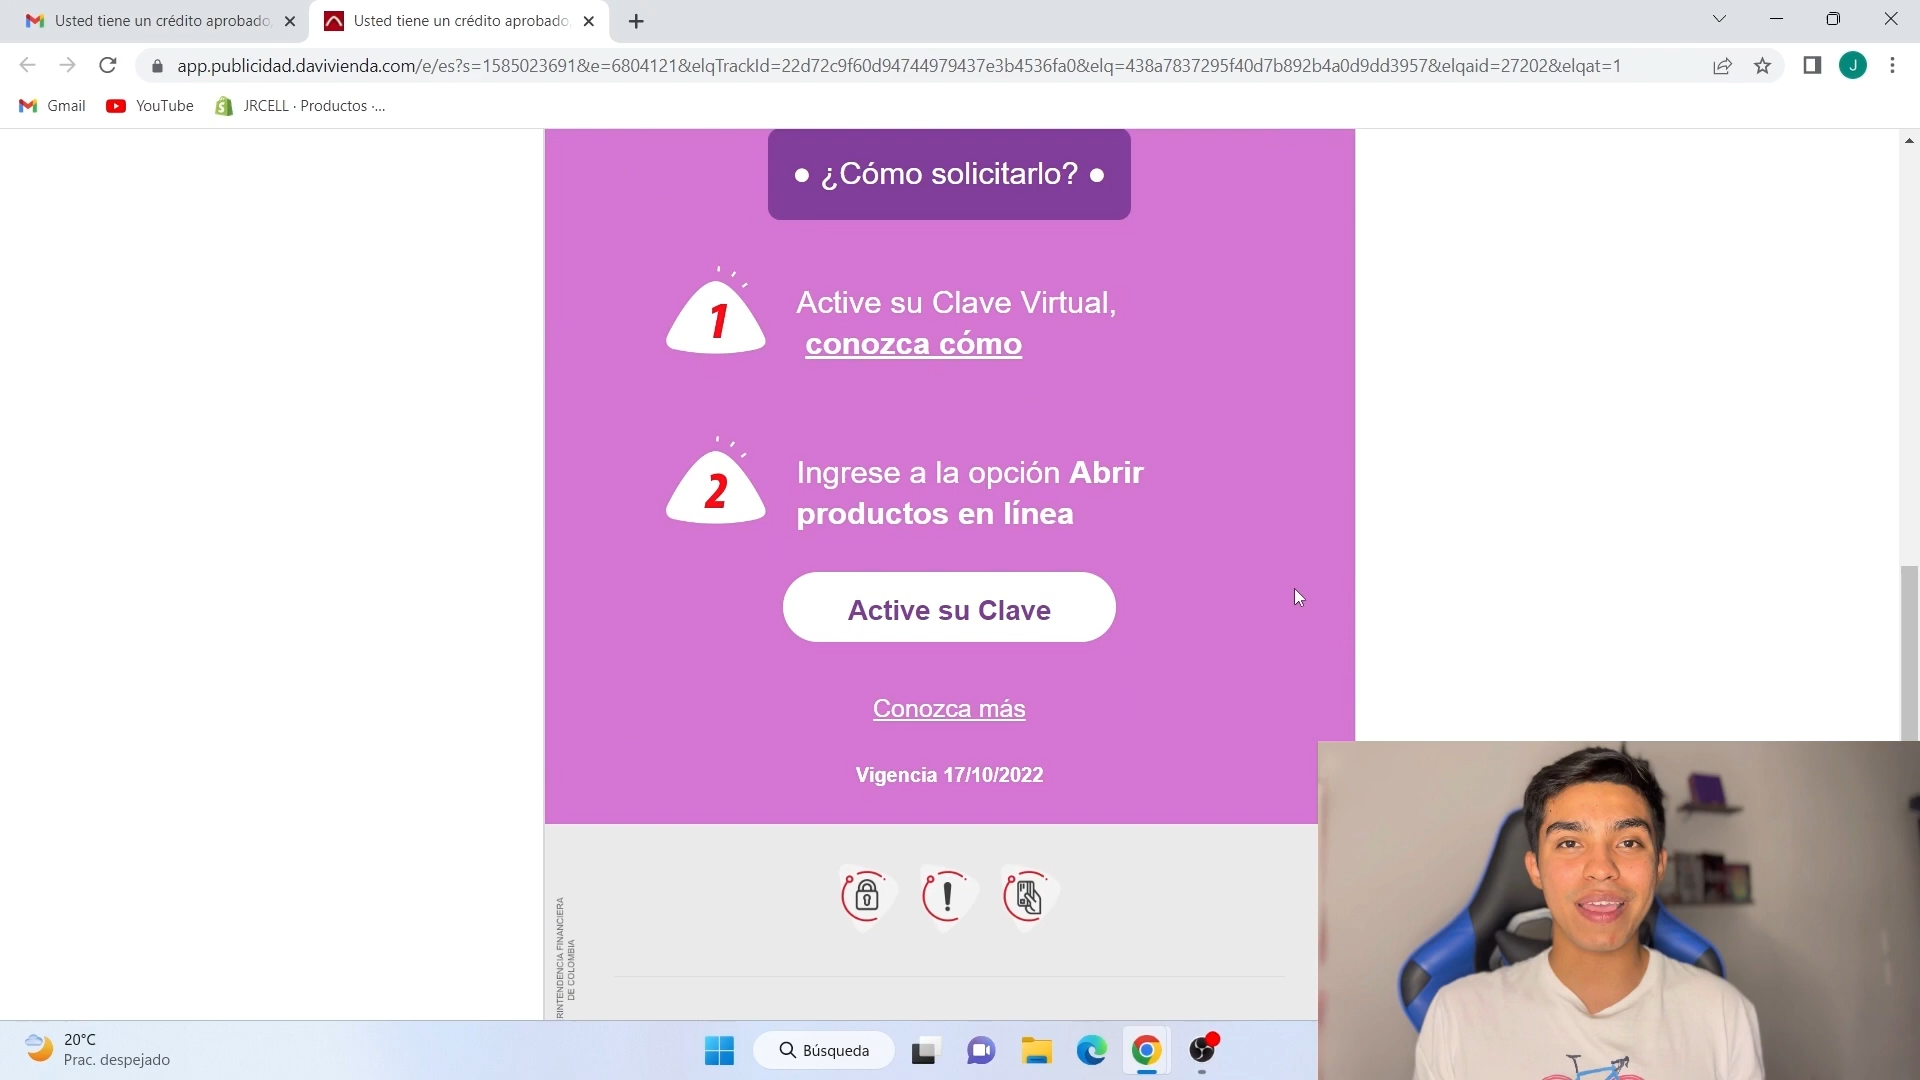 Usted tiene un crédito aprobado
Usted tiene un crédito aprobado
app.publicidad.davivienda.com/e/es?s=1585023691&e=6804121&elqTrackId=22d72c9f60d94744979437e3b4536fa0&elq=438a7837295f40d7b892b4a0d9dd3957&elqaid=27202&elqat=1
J
Gmail
YouTube
JRCELL · Productos ·...
• ¿Cómo solicitarlo? •
1
Active su Clave Virtual,
conozca cómo
2
Ingrese a la opción Abrir
productos en línea
Active su Clave
Conozca más
Vigencia 17/10/2022
RINTENDENCIA FINANCIERA
DE COLOMBIA
20°C
Prac. despejado
Búsqueda